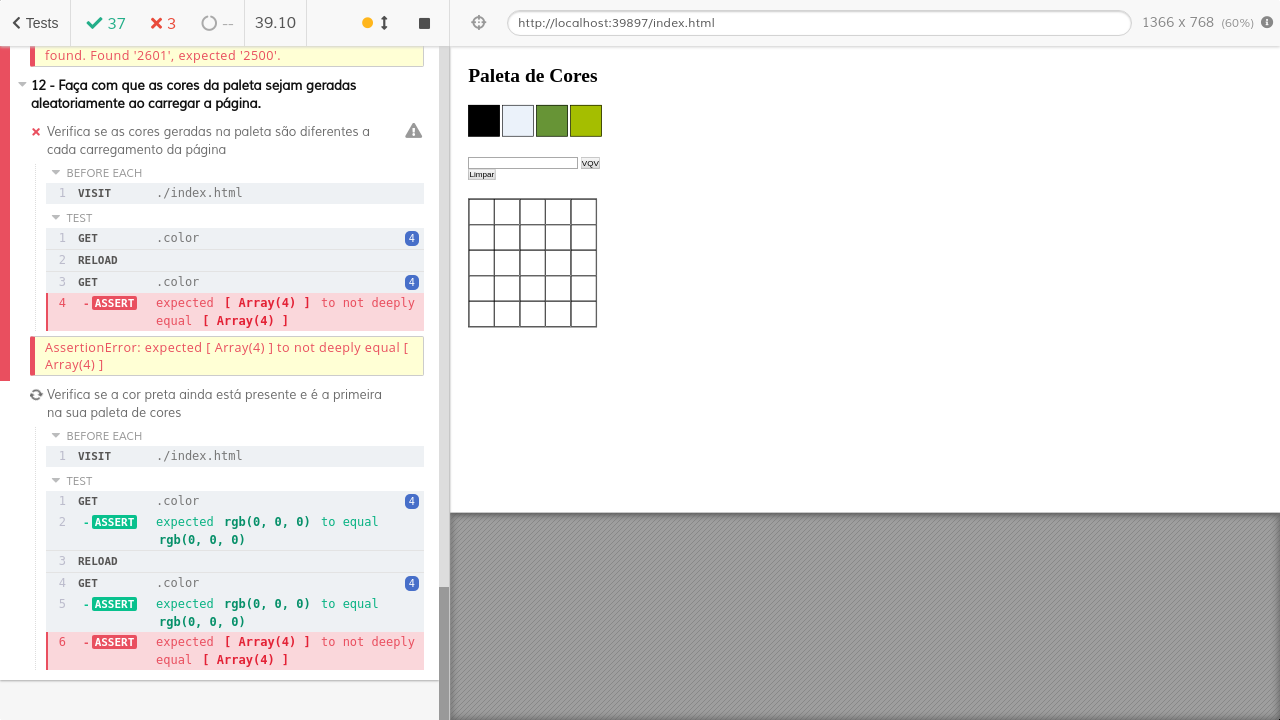 Tests
37
3
--
39.10
http://localhost:39897/index.html
1366 x 768 (60%)
found. Found '2601', expected '2500'.
12 - Faça com que as cores da paleta sejam geradas
aleatoriamente ao carregar a página.
Verifica se as cores geradas na paleta são diferentes a
cada carregamento da página
BEFORE EACH
1 VISIT ./index.html
TEST
1 GET .color 4
2 RELOAD
3 GET .color 4
4 -ASSERT expected [ Array(4) ] to not deeply
equal [ Array(4) ]
AssertionError: expected [ Array(4) ] to not deeply equal [
Array(4) ]
Verifica se a cor preta ainda está presente e é a primeira
na sua paleta de cores
BEFORE EACH
1 VISIT ./index.html
TEST
1 GET .color 4
2 -ASSERT expected rgb(0, 0, 0) to equal
rgb(0, 0, 0)
3 RELOAD
4 GET .color 4
5 -ASSERT expected rgb(0, 0, 0) to equal
rgb(0, 0, 0)
6 -ASSERT expected [ Array(4) ] to not deeply
equal [ Array(4) ]
Paleta de Cores
VQV
Limpar